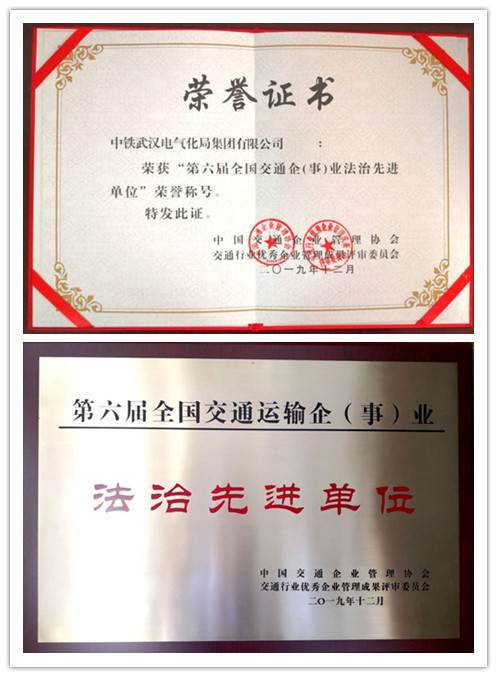 荣誉证书
中铁武汉电气化局集团有限公司：
荣获“第六届全国交通企(事)业法治先进
单位”荣誉称号。
特发此证。
中国交通企业管理协会
交通行业优秀企业管理成果评审委员会
二〇一九年十二月
第六届全国交通运输企（事）业
法治先进单位
中国交通企业管理协会
交通行业优秀企业管理成果评审委员会
二〇一九年十二月